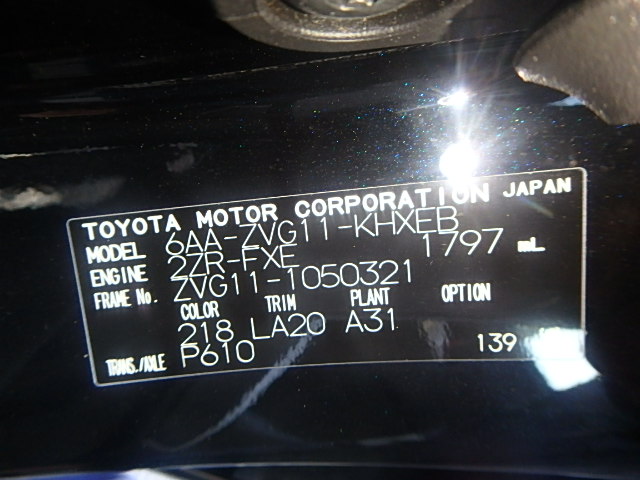 TOYOTA MOTOR CORPORATION JAPAN
MODEL 6AA-ZVG11-KHXEB
ENGINE 2ZR-FXE 1797 mL
FRAME No. ZVG11-1050321
COLOR TRIM PLANT OPTION
218 LA20 A31
TRANS./AXLE P610 139